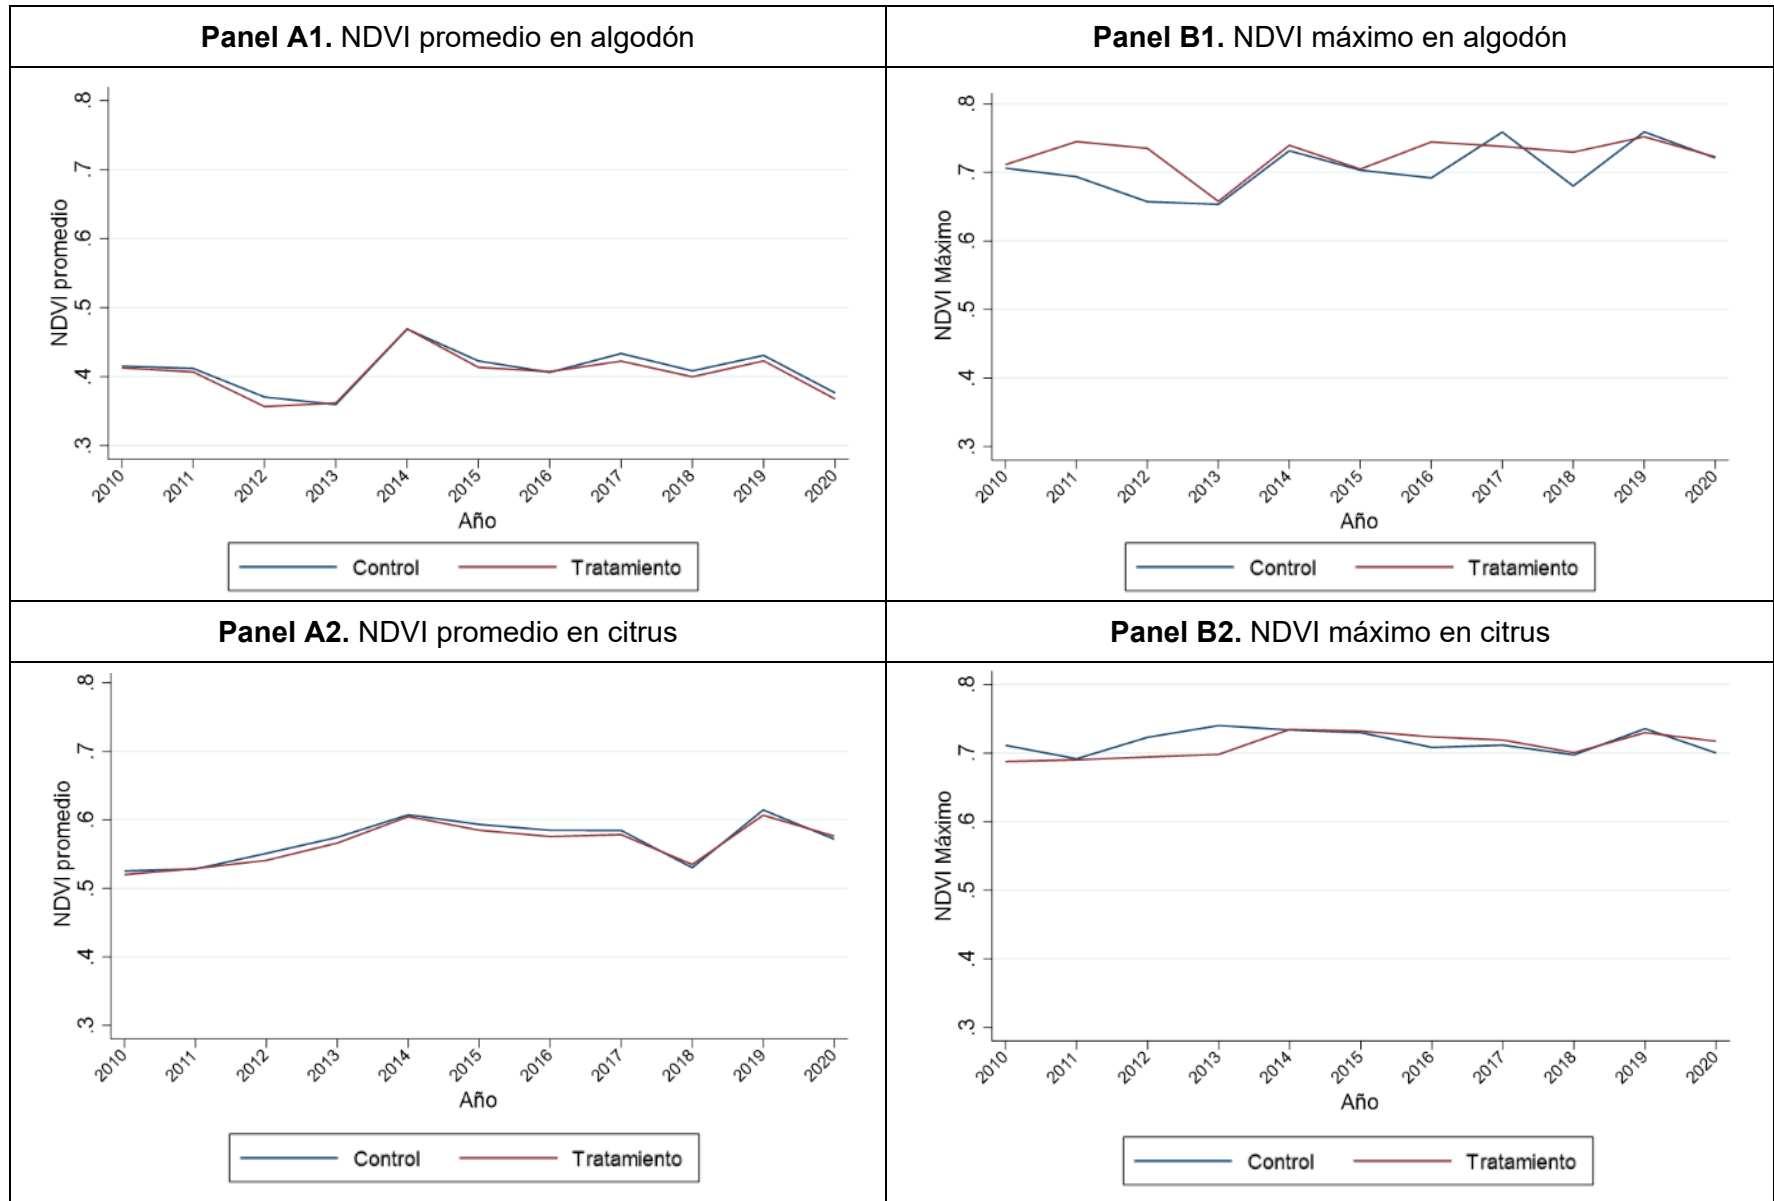 Panel A1. NDVI promedio en algodón
Panel B1. NDVI máximo en algodón
NDVI promedio
.8
.7
.6
.5
.4
.3
2010 2011 2012 2013 2014 2015 2016 2017 2018 2019 2020
Año
Control Tratamiento
NDVI Máximo
.8
.7
.6
.5
.4
.3
2010 2011 2012 2013 2014 2015 2016 2017 2018 2019 2020
Año
Control Tratamiento
Panel A2. NDVI promedio en citrus
Panel B2. NDVI máximo en citrus
NDVI promedio
.8
.7
.6
.5
.4
.3
2010 2011 2012 2013 2014 2015 2016 2017 2018 2019 2020
Año
Control Tratamiento
NDVI Máximo
.8
.7
.6
.5
.4
.3
2010 2011 2012 2013 2014 2015 2016 2017 2018 2019 2020
Año
Control Tratamiento